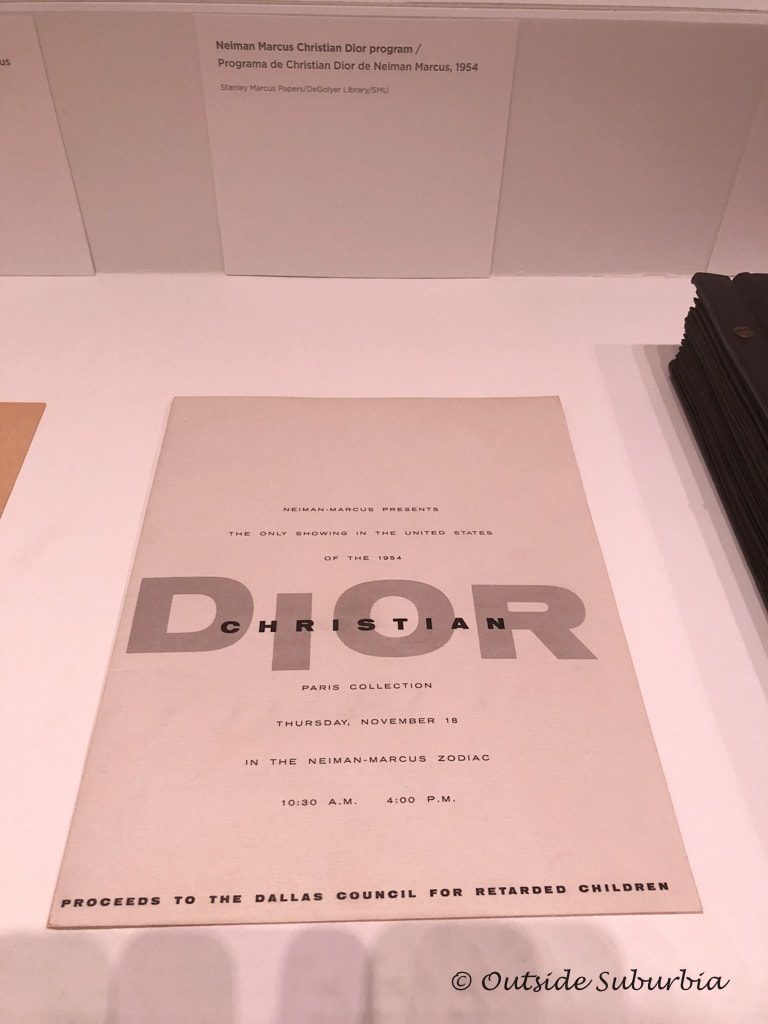 us
Neiman Marcus Christian Dior program /
Programa de Christian Dior de Neiman Marcus, 1954
Stanley Marcus Papers/DeGolyer Library/SMU
NEIMAN-MARCUS PRESENTS
THE ONLY SHOWING IN THE UNITED STATES
OF THE 1954
CHRISTIAN
DIOR
PARIS COLLECTION
THURSDAY, NOVEMBER 18
IN THE NEIMAN-MARCUS ZODIAC
10:30 A.M. 4:00 P.M.
PROCEEDS TO THE DALLAS COUNCIL FOR RETARDED CHILDREN
© Outside Suburbia